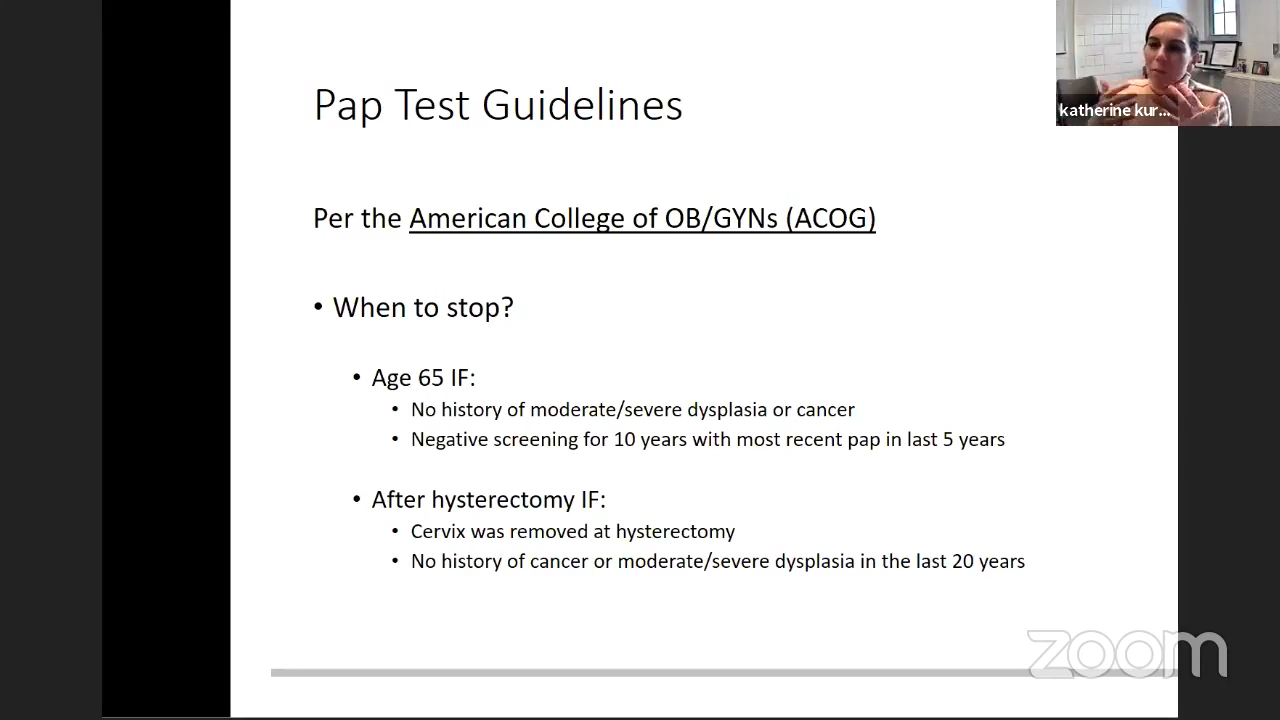 Pap Test Guidelines
katherine kur...
Per the American College of OB/GYNs (ACOG)
• When to stop?
• Age 65 IF:
• No history of moderate/severe dysplasia or cancer
• Negative screening for 10 years with most recent pap in last 5 years
• After hysterectomy IF:
• Cervix was removed at hysterectomy
• No history of cancer or moderate/severe dysplasia in the last 20 years
zoom